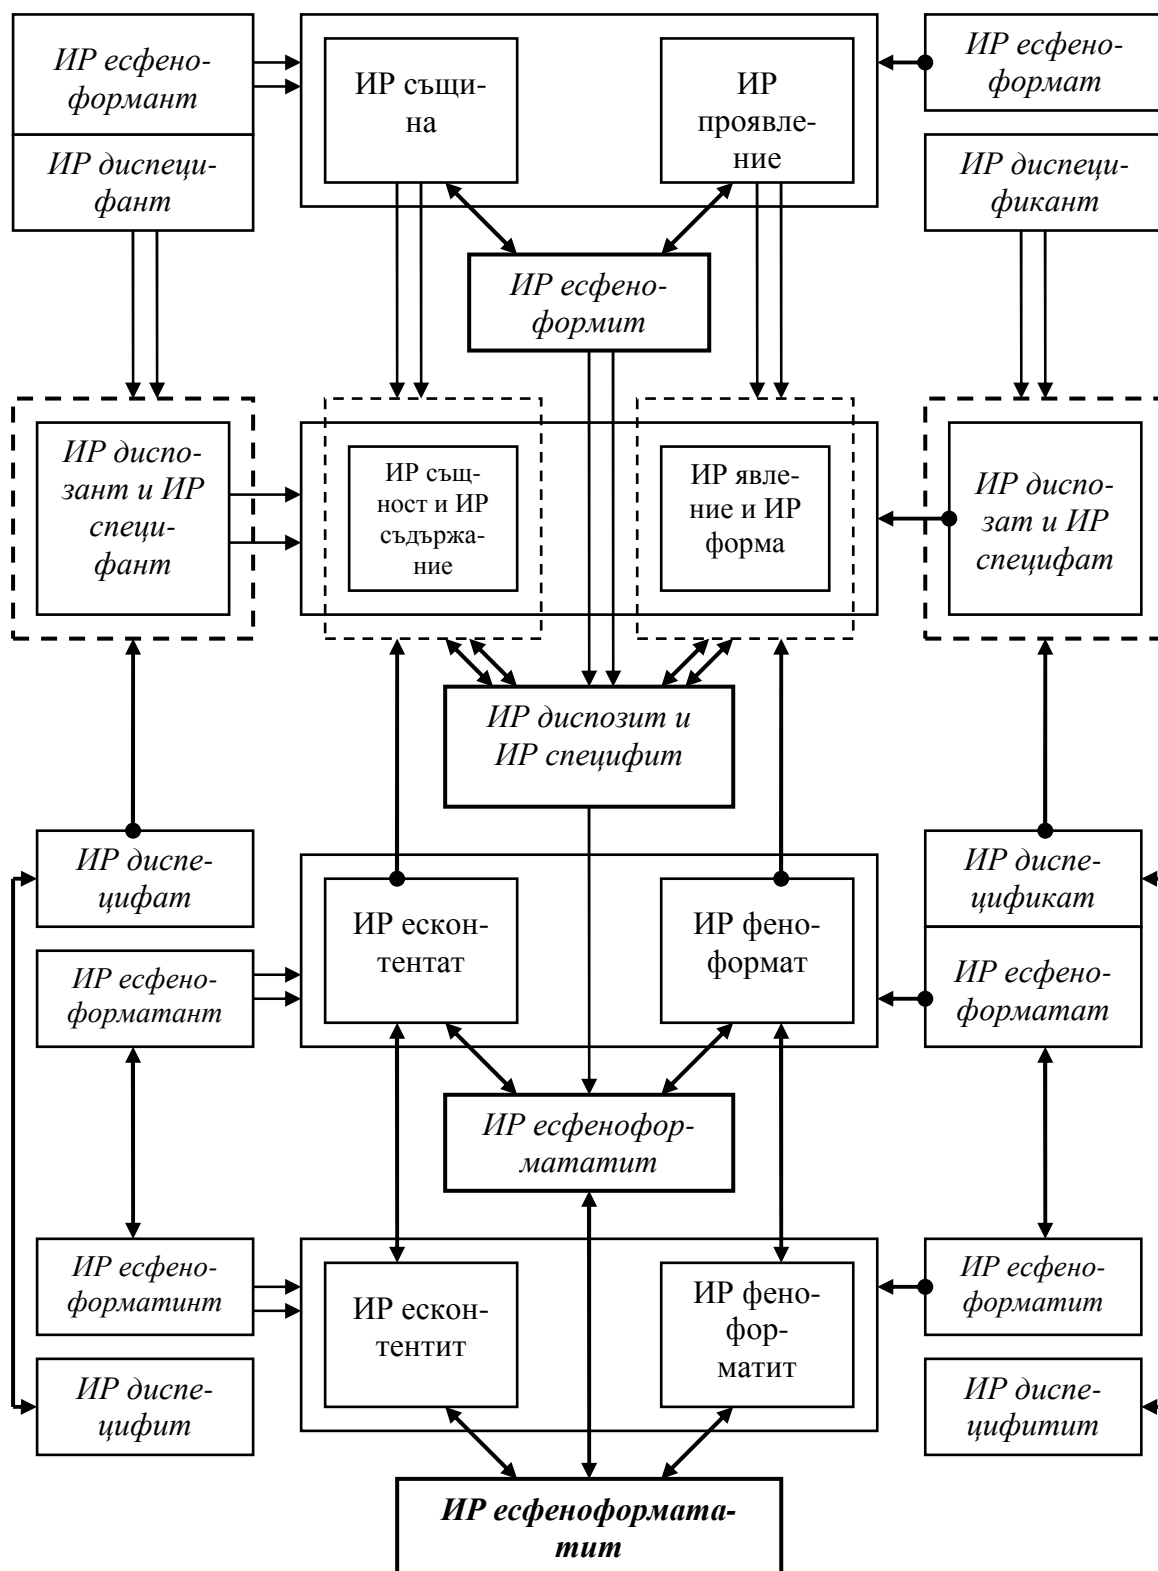 ИР есфено-
формант
ИР същи-
на
ИР
проявле-
ние
ИР есфено-
формат
ИР диспеци-
фант
ИР диспеци-
фикант
ИР есфено-
формит
ИР диспо-
зант и ИР
специ-
фант
ИР същ-
ност и ИР
съдържа-
ние
ИР явле-
ние и ИР
форма
ИР диспо-
зат и ИР
специфат
ИР диспозит и
ИР специфит
ИР диспе-
цифат
ИР ескон-
тентат
ИР фено-
формат
ИР диспе-
цификат
ИР есфено-
форматант
ИР есфено-
форматат
ИР есфенофор-
мататит
ИР есфено-
форматинт
ИР ескон-
тентит
ИР фено-
фор-
матит
ИР есфено-
форматит
ИР диспе-
цифит
ИР диспе-
цифитит
ИР есфеноформата-
тит